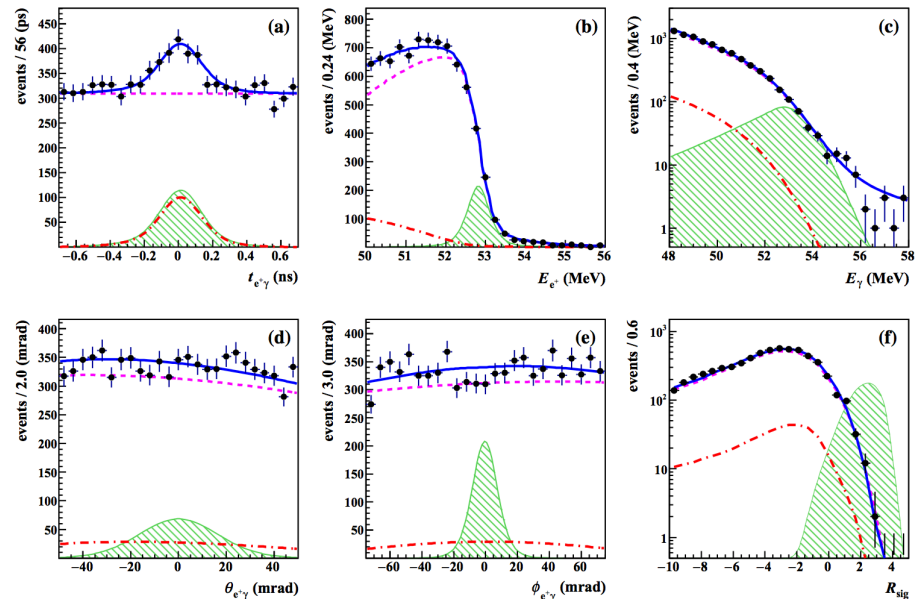 events / 56 (ps)
(a)
450
400
350
300
250
200
150
100
50
-0.6 -0.4 -0.2 0 0.2 0.4 0.6
t_e⁺γ (ns)
events / 0.24 (MeV)
(b)
800
700
600
500
400
300
200
100
50 51 52 53 54 55 56
E_e⁺ (MeV)
events / 0.4 (MeV)
(c)
10³
10²
10
1
48 50 52 54 56 58
E_γ (MeV)
events / 2.0 (mrad)
(d)
400
350
300
250
200
150
100
50
-40 -20 0 20 40
θ_e⁺γ (mrad)
events / 3.0 (mrad)
(e)
400
350
300
250
200
150
100
50
-60 -40 -20 0 20 40 60
ϕ_e⁺γ (mrad)
events / 0.6
(f)
10³
10²
10
1
-10 -8 -6 -4 -2 0 2 4
R_sig